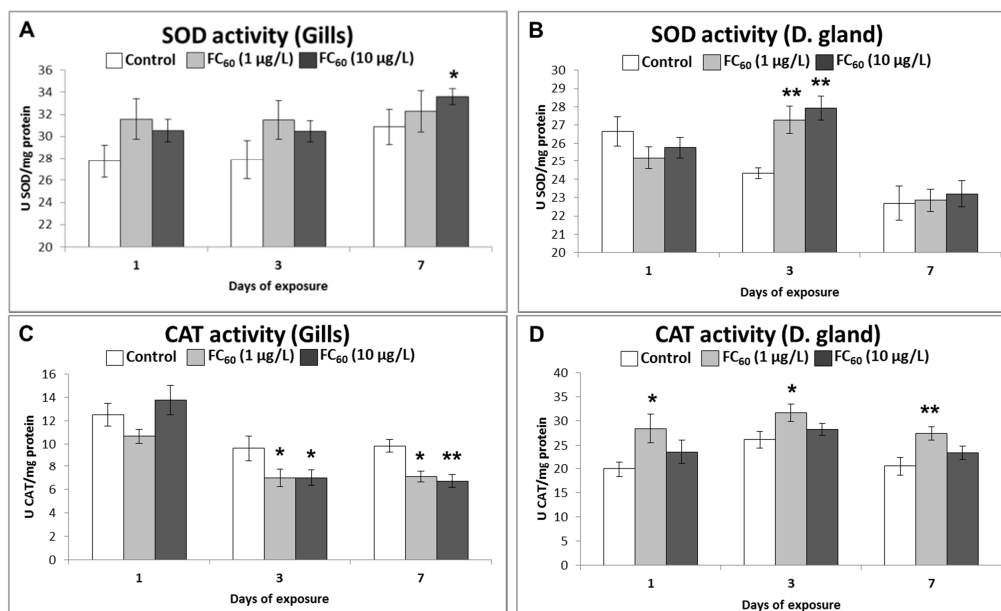 A
SOD activity (Gills)
Control FC60 (1 µg/L) FC60 (10 µg/L)
U SOD/mg protein
36
34
32
30
28
26
24
22
20
*
1 3 7
Days of exposure
B
SOD activity (D. gland)
Control FC60 (1 µg/L) FC60 (10 µg/L)
U SOD/mg protein
30
29
28
27
26
25
24
23
22
21
20
** **
1 3 7
Days of exposure
C
CAT activity (Gills)
Control FC60 (1 µg/L) FC60 (10 µg/L)
U CAT/mg protein
16
14
12
10
8
6
4
2
0
* * * **
1 3 7
Days of exposure
D
CAT activity (D. gland)
Control FC60 (1 µg/L) FC60 (10 µg/L)
U CAT/mg protein
40
35
30
25
20
15
10
5
0
* * **
1 3 7
Days of exposure